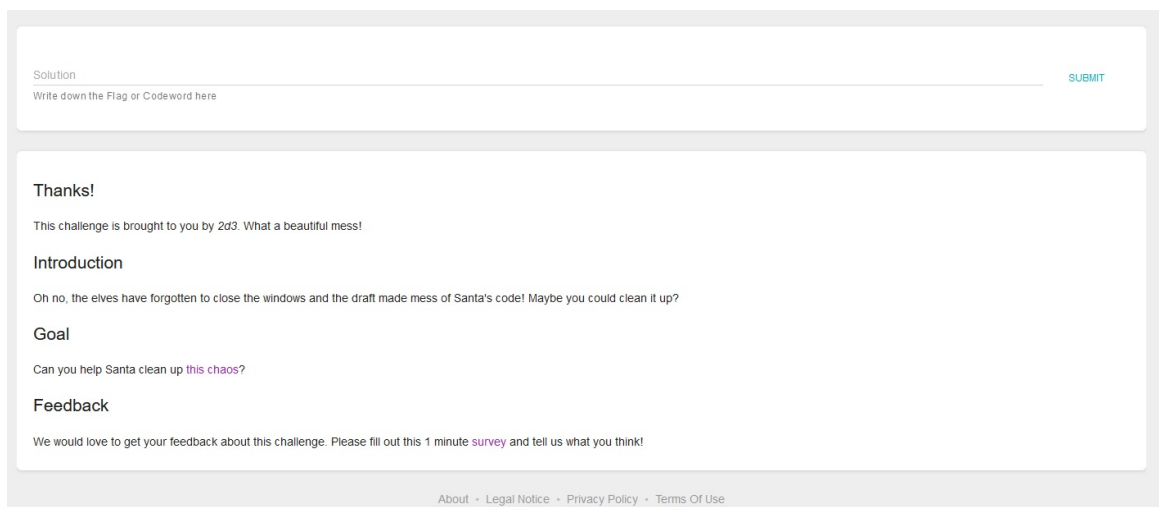 Solution
SUBMIT
Write down the Flag or Codeword here
Thanks!
This challenge is brought to you by 2d3. What a beautiful mess!
Introduction
Oh no, the elves have forgotten to close the windows and the draft made mess of Santa's code! Maybe you could clean it up?
Goal
Can you help Santa clean up this chaos?
Feedback
We would love to get your feedback about this challenge. Please fill out this 1 minute survey and tell us what you think!
About • Legal Notice • Privacy Policy • Terms Of Use